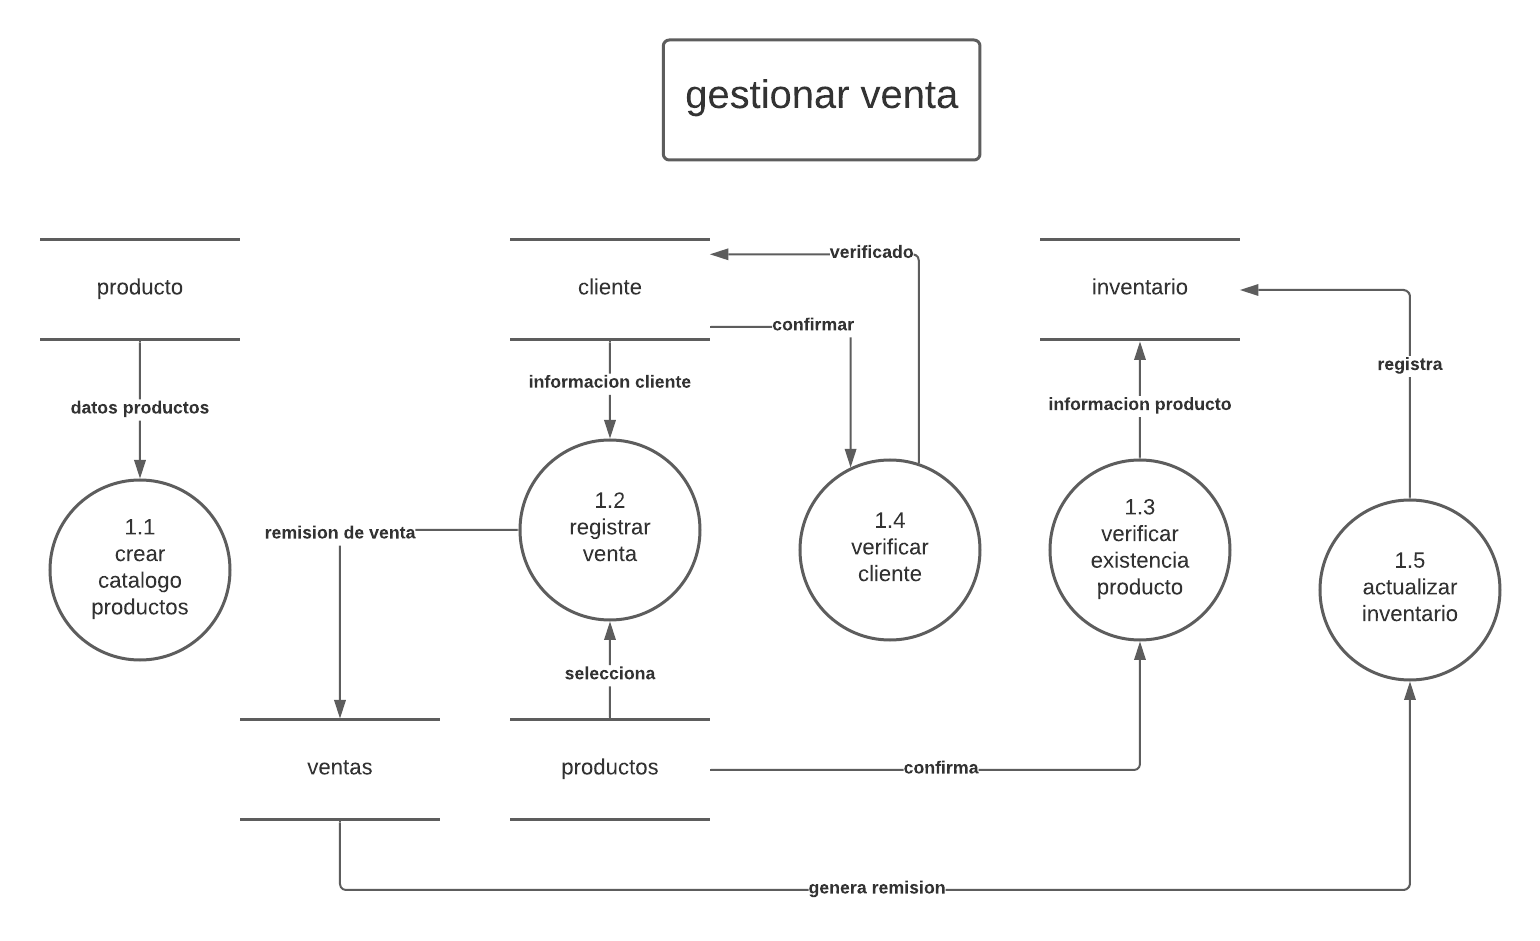 gestionar venta
producto
cliente
inventario
verificado
confirmar
registra
informacion cliente
informacion producto
datos productos
1.1
crear
catalogo
productos
1.2
registrar
venta
1.4
verificar
cliente
1.3
verificar
existencia
producto
1.5
actualizar
inventario
remision de venta
selecciona
ventas
productos
confirma
genera remision